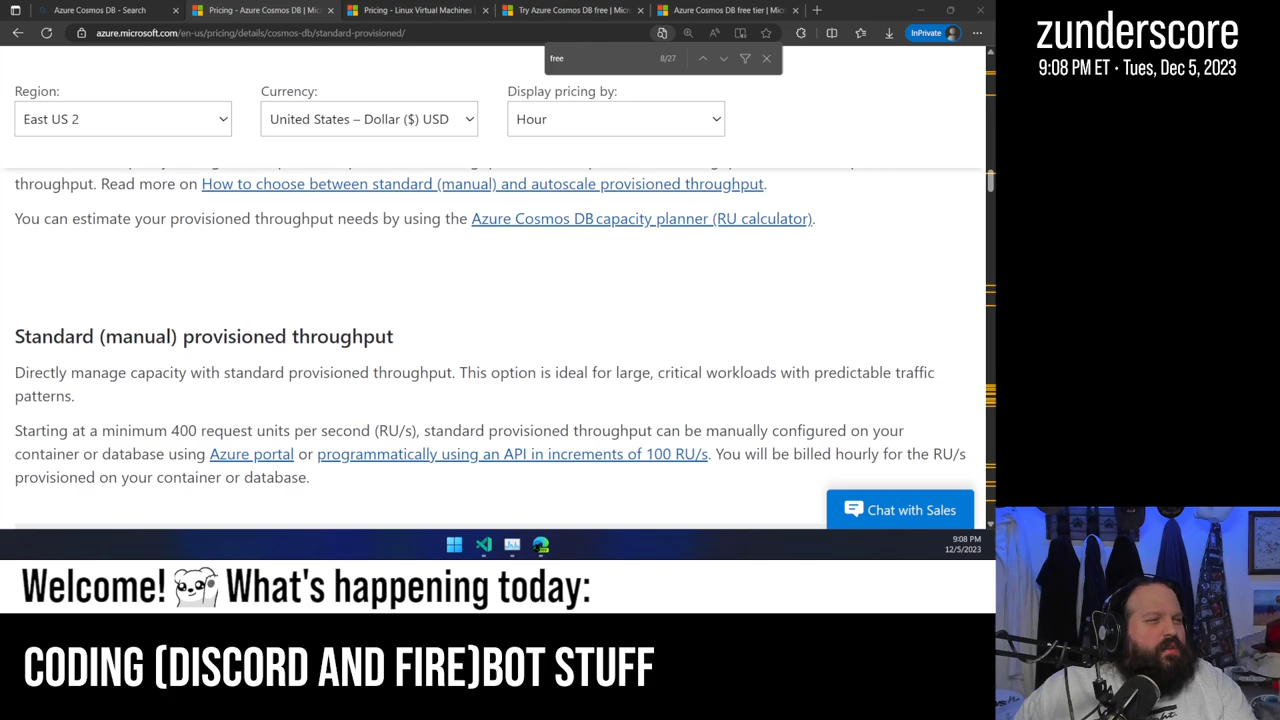 Azure Cosmos DB - Search
Pricing - Azure Cosmos DB | Mic
Pricing - Linux Virtual Machines
Try Azure Cosmos DB free | Micro
Azure Cosmos DB free tier | Micr
azure.microsoft.com/en-us/pricing/details/cosmos-db/standard-provisioned/
InPrivate
free
8/27
Region:
Currency:
Display pricing by:
East US 2
United States – Dollar ($) USD
Hour
throughput. Read more on How to choose between standard (manual) and autoscale provisioned throughput.
You can estimate your provisioned throughput needs by using the Azure Cosmos DB capacity planner (RU calculator).
Standard (manual) provisioned throughput
Directly manage capacity with standard provisioned throughput. This option is ideal for large, critical workloads with predictable traffic
patterns.
Starting at a minimum 400 request units per second (RU/s), standard provisioned throughput can be manually configured on your
container or database using Azure portal or programmatically using an API in increments of 100 RU/s. You will be billed hourly for the RU/s
provisioned on your container or database.
Chat with Sales
9:08 PM
12/5/2023
zunderscore
9:08 PM ET • Tues, Dec 5, 2023
Welcome! What's happening today:
CODING (DISCORD AND FIRE)BOT STUFF